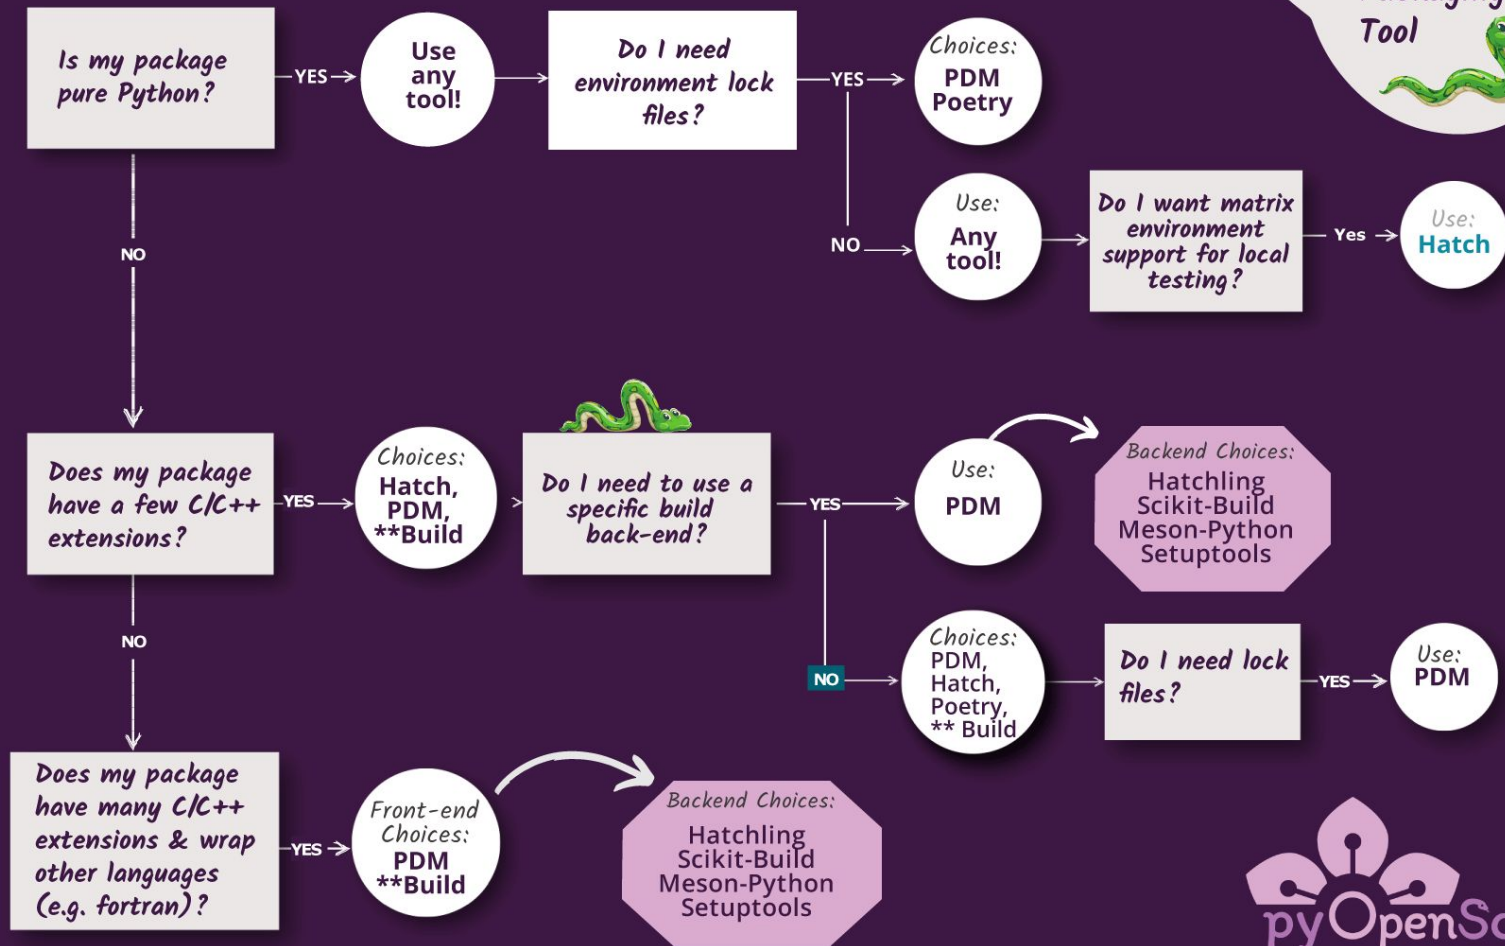 Packaging
Tool
Is my package
pure Python?
YES
Use
any
tool!
Do I need
environment lock
files?
YES
Choices:
PDM
Poetry
NO
Use:
Any
tool!
Do I want matrix
environment
support for local
testing?
Yes
Use:
Hatch
NO
Does my package
have a few C/C++
extensions?
YES
Choices:
Hatch,
PDM,
**Build
Do I need to use a
specific build
back-end?
YES
Use:
PDM
Backend Choices:
Hatchling
Scikit-Build
Meson-Python
Setuptools
NO
Choices:
PDM,
Hatch,
Poetry,
** Build
Do I need lock
files?
YES
Use:
PDM
NO
Does my package
have many C/C++
extensions & wrap
other languages
(e.g. fortran)?
YES
Front-end
Choices:
PDM
**Build
Backend Choices:
Hatchling
Scikit-Build
Meson-Python
Setuptools
pyOpenSc